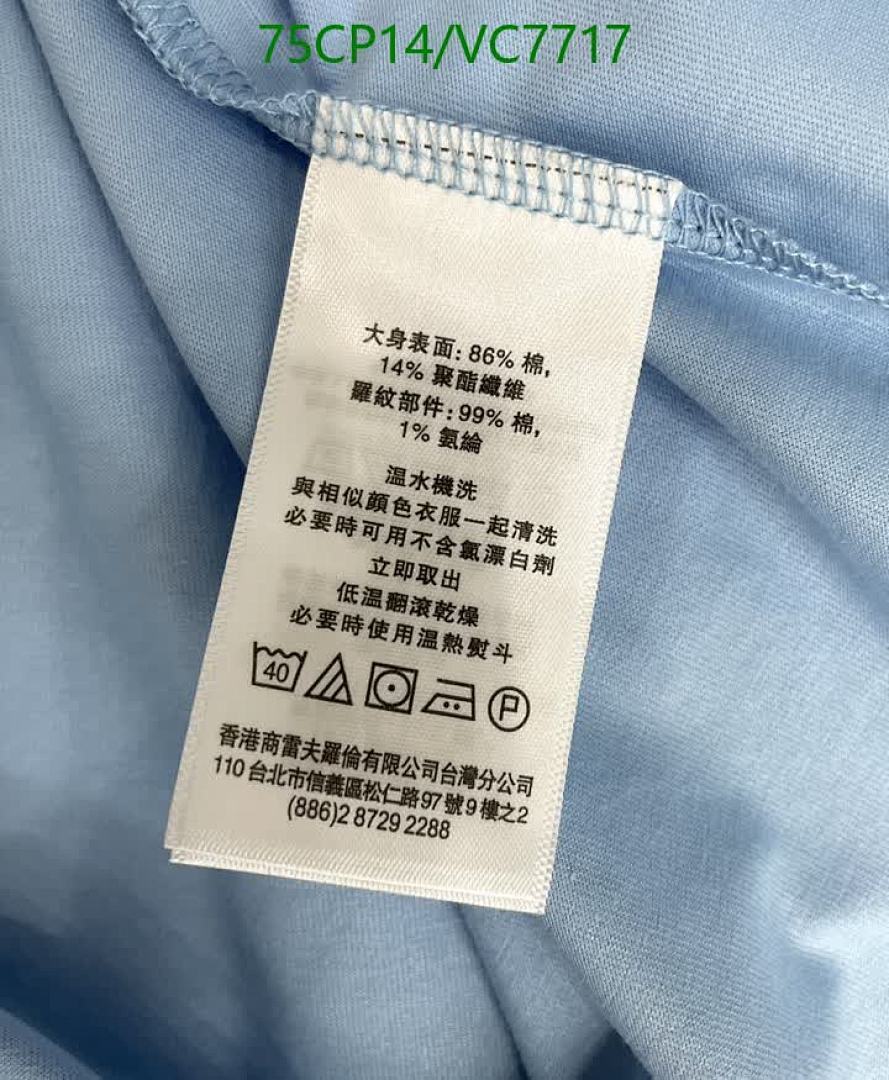 75CP14/VC7717
大身表面: 86% 棉,
14% 聚酯纖維
羅紋部件: 99% 棉,
1% 氨綸
温水機洗
與相似顔色衣服一起清洗
必要時可用不含氯漂白劑
立即取出
低溫翻滾乾燥
必要時使用溫熱熨斗
40
P
香港商雷夫羅倫有限公司台灣分公司
110 台北市信義區松仁路97號9樓之2
(886)2 8729 2288